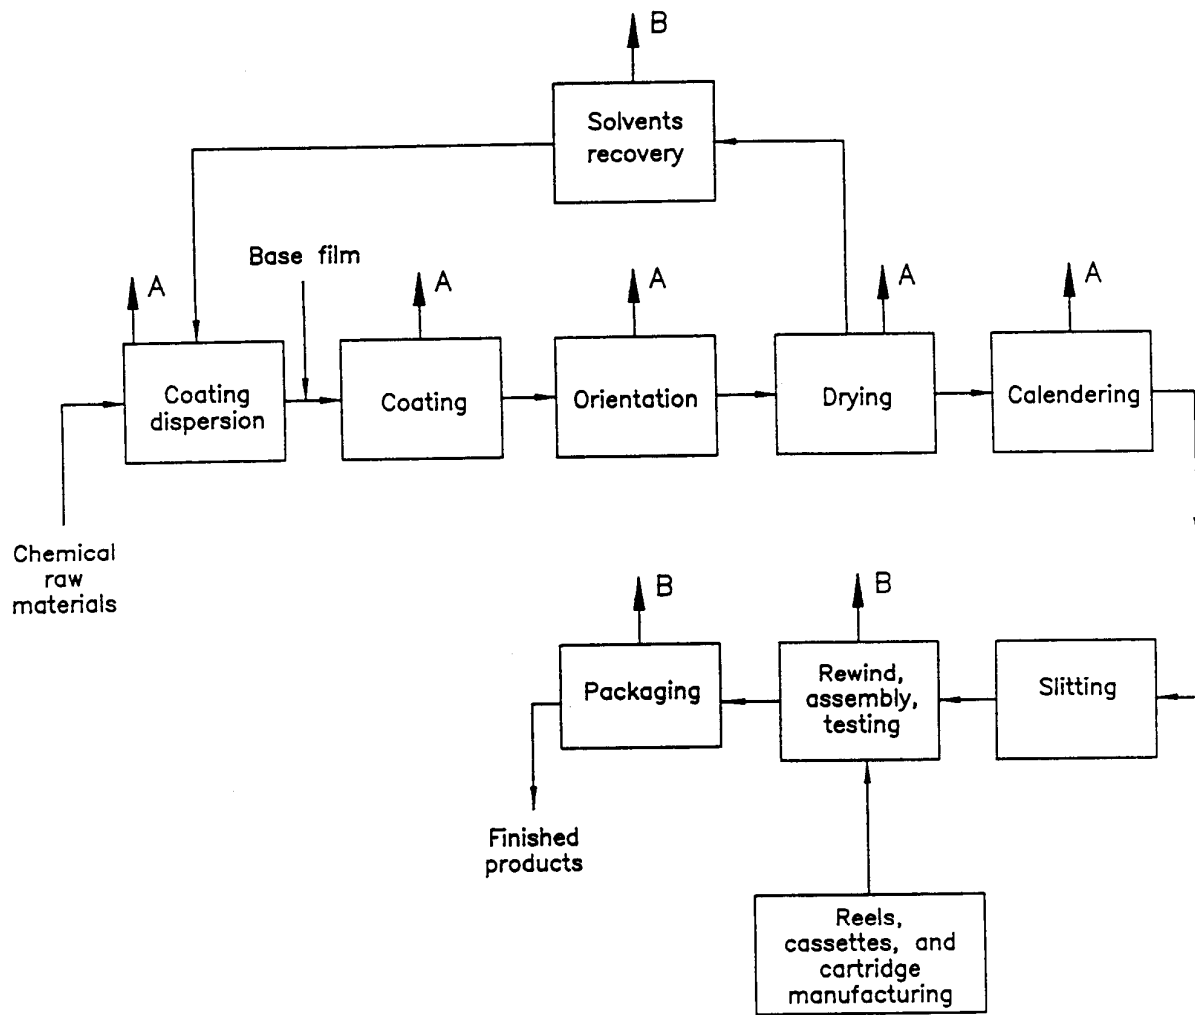 B
Solvents
recovery
Base film
A
A
A
A
A
Coating
dispersion
Coating
Orientation
Drying
Calendering
Chemical
raw
materials
B
B
Packaging
Rewind,
assembly,
testing
Slitting
Finished
products
Reels,
cassettes, and
cartridge
manufacturing